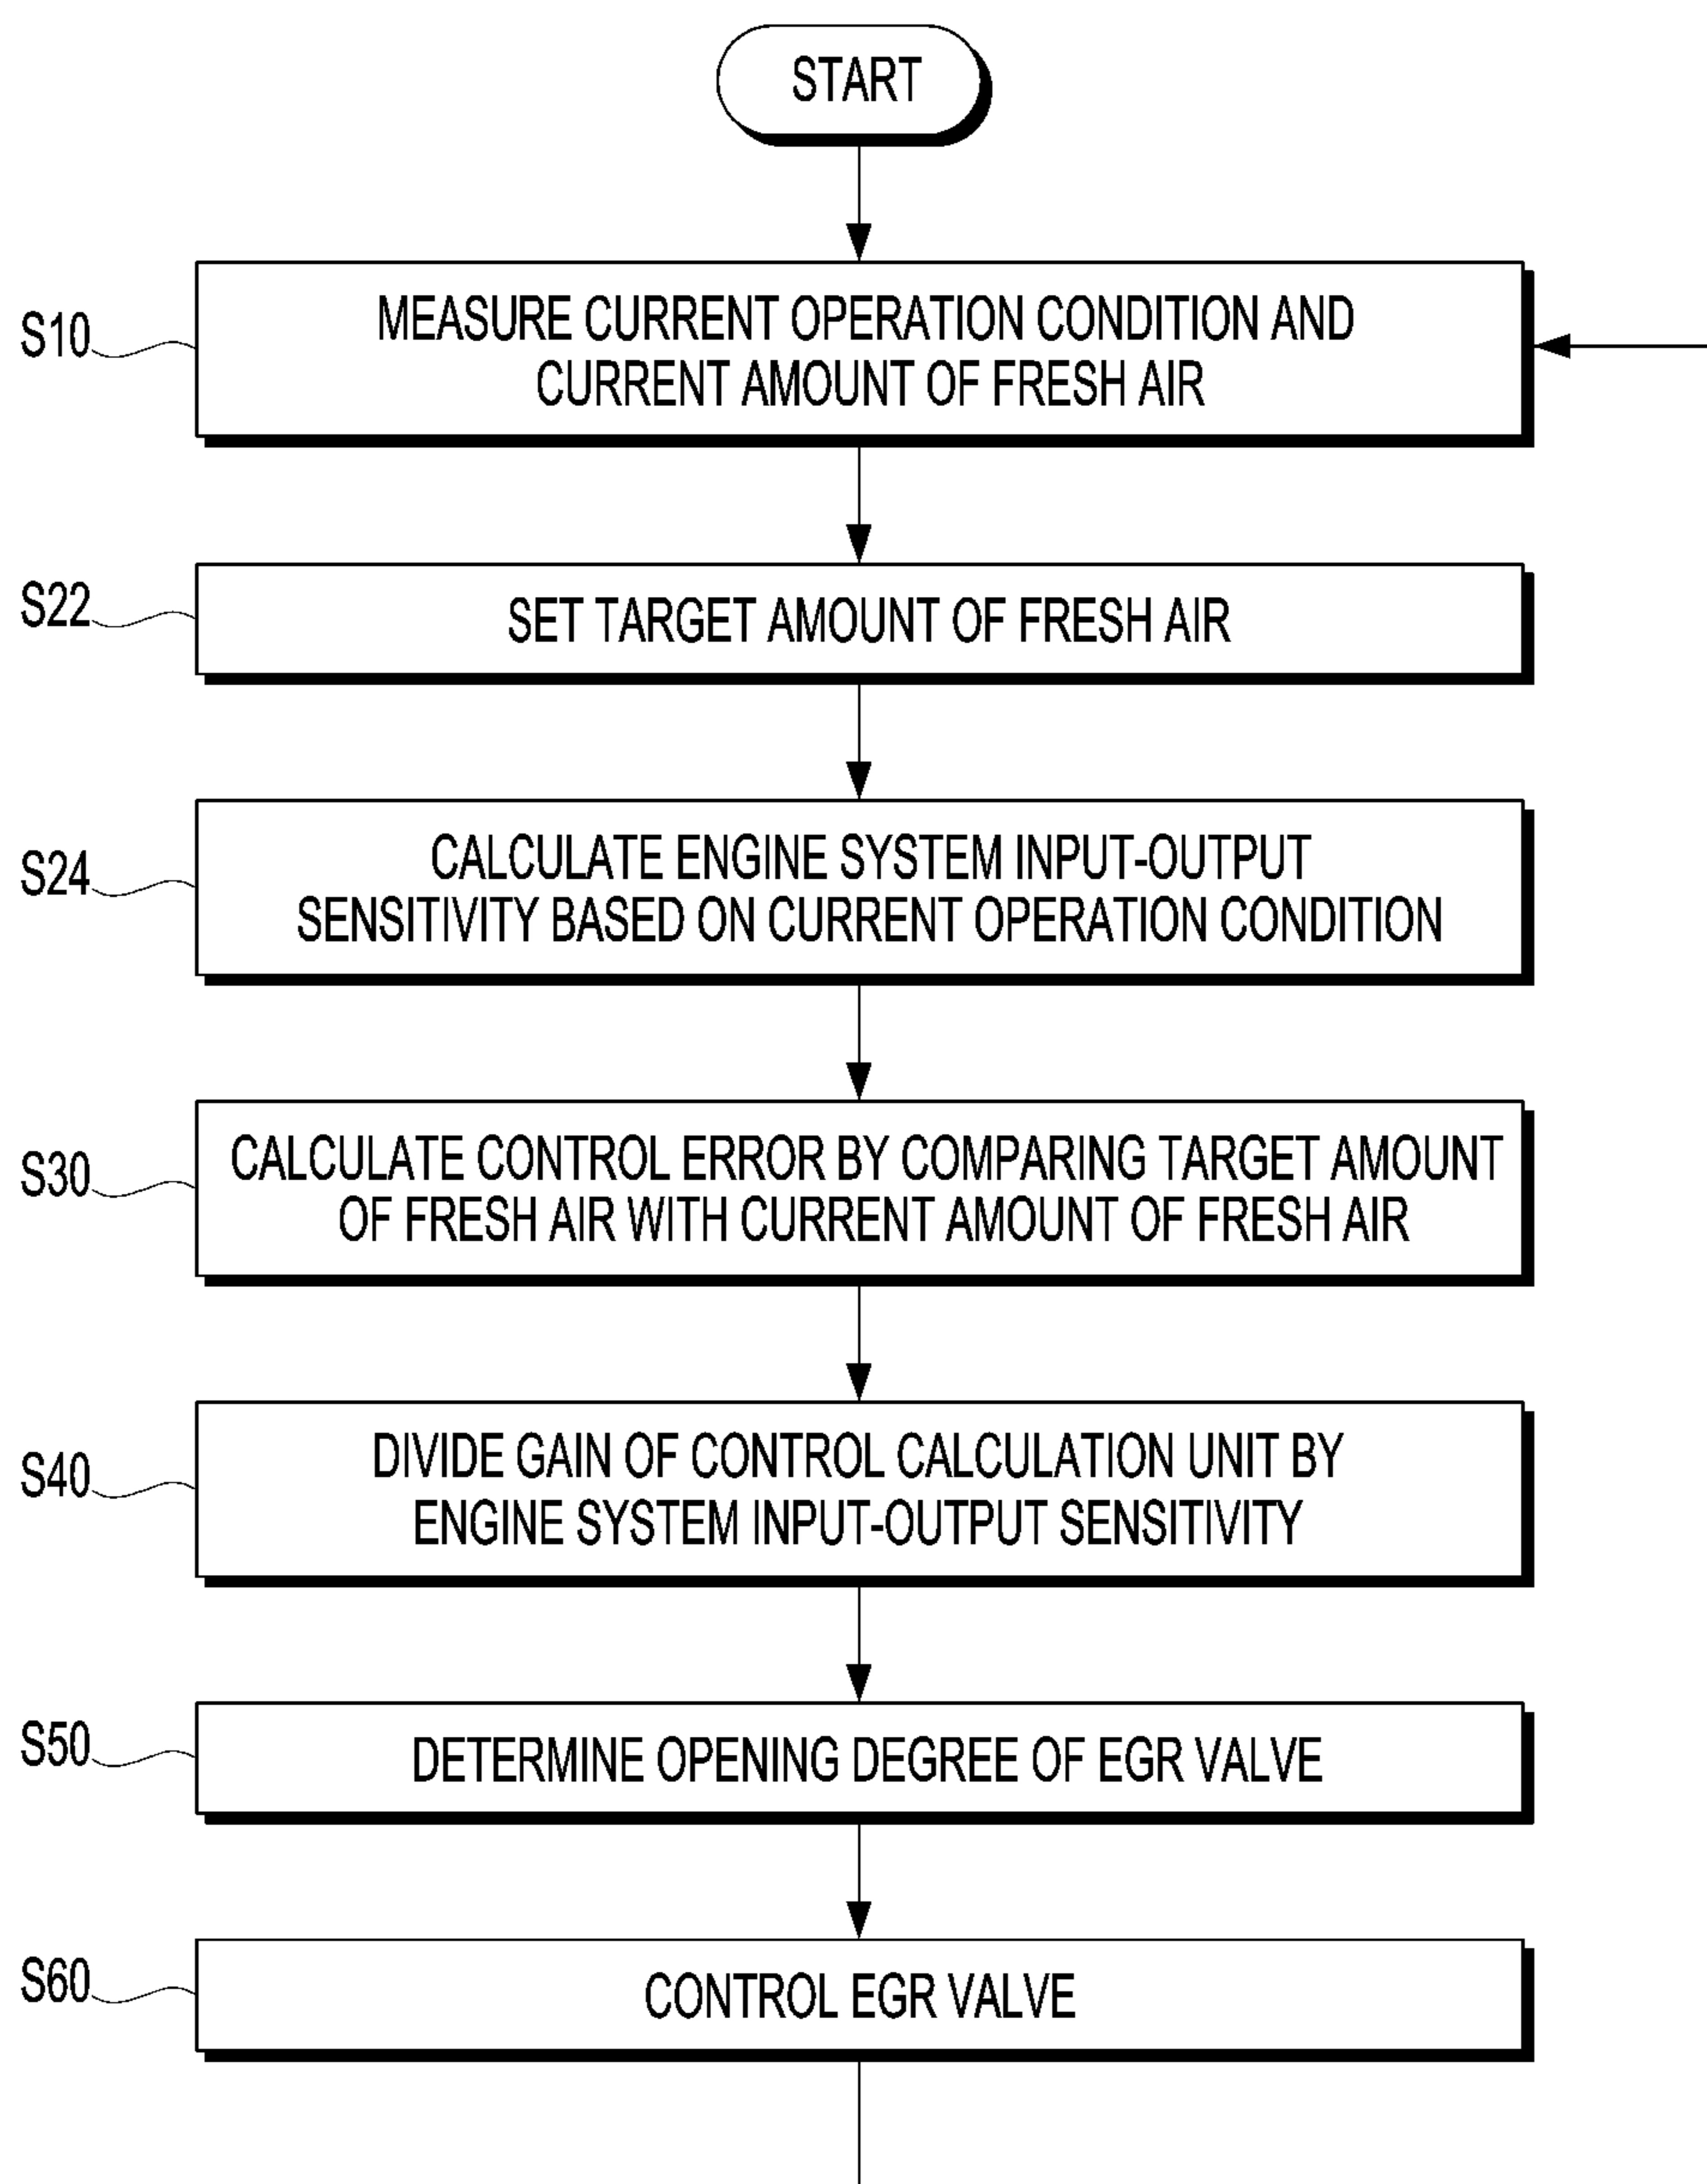 START
S10
MEASURE CURRENT OPERATION CONDITION AND
CURRENT AMOUNT OF FRESH AIR
S22
SET TARGET AMOUNT OF FRESH AIR
S24
CALCULATE ENGINE SYSTEM INPUT-OUTPUT
SENSITIVITY BASED ON CURRENT OPERATION CONDITION
S30
CALCULATE CONTROL ERROR BY COMPARING TARGET AMOUNT
OF FRESH AIR WITH CURRENT AMOUNT OF FRESH AIR
S40
DIVIDE GAIN OF CONTROL CALCULATION UNIT BY
ENGINE SYSTEM INPUT-OUTPUT SENSITIVITY
S50
DETERMINE OPENING DEGREE OF EGR VALVE
S60
CONTROL EGR VALVE